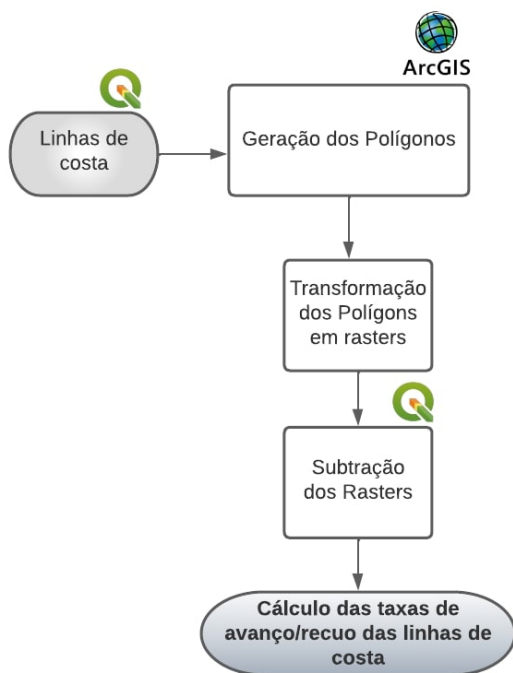 ArcGIS
Linhas de
costa
Geração dos Polígonos
Transformação
dos Polígons
em rasters
Subtração
dos Rasters
Cálculo das taxas de
avanço/recuo das linhas de
costa